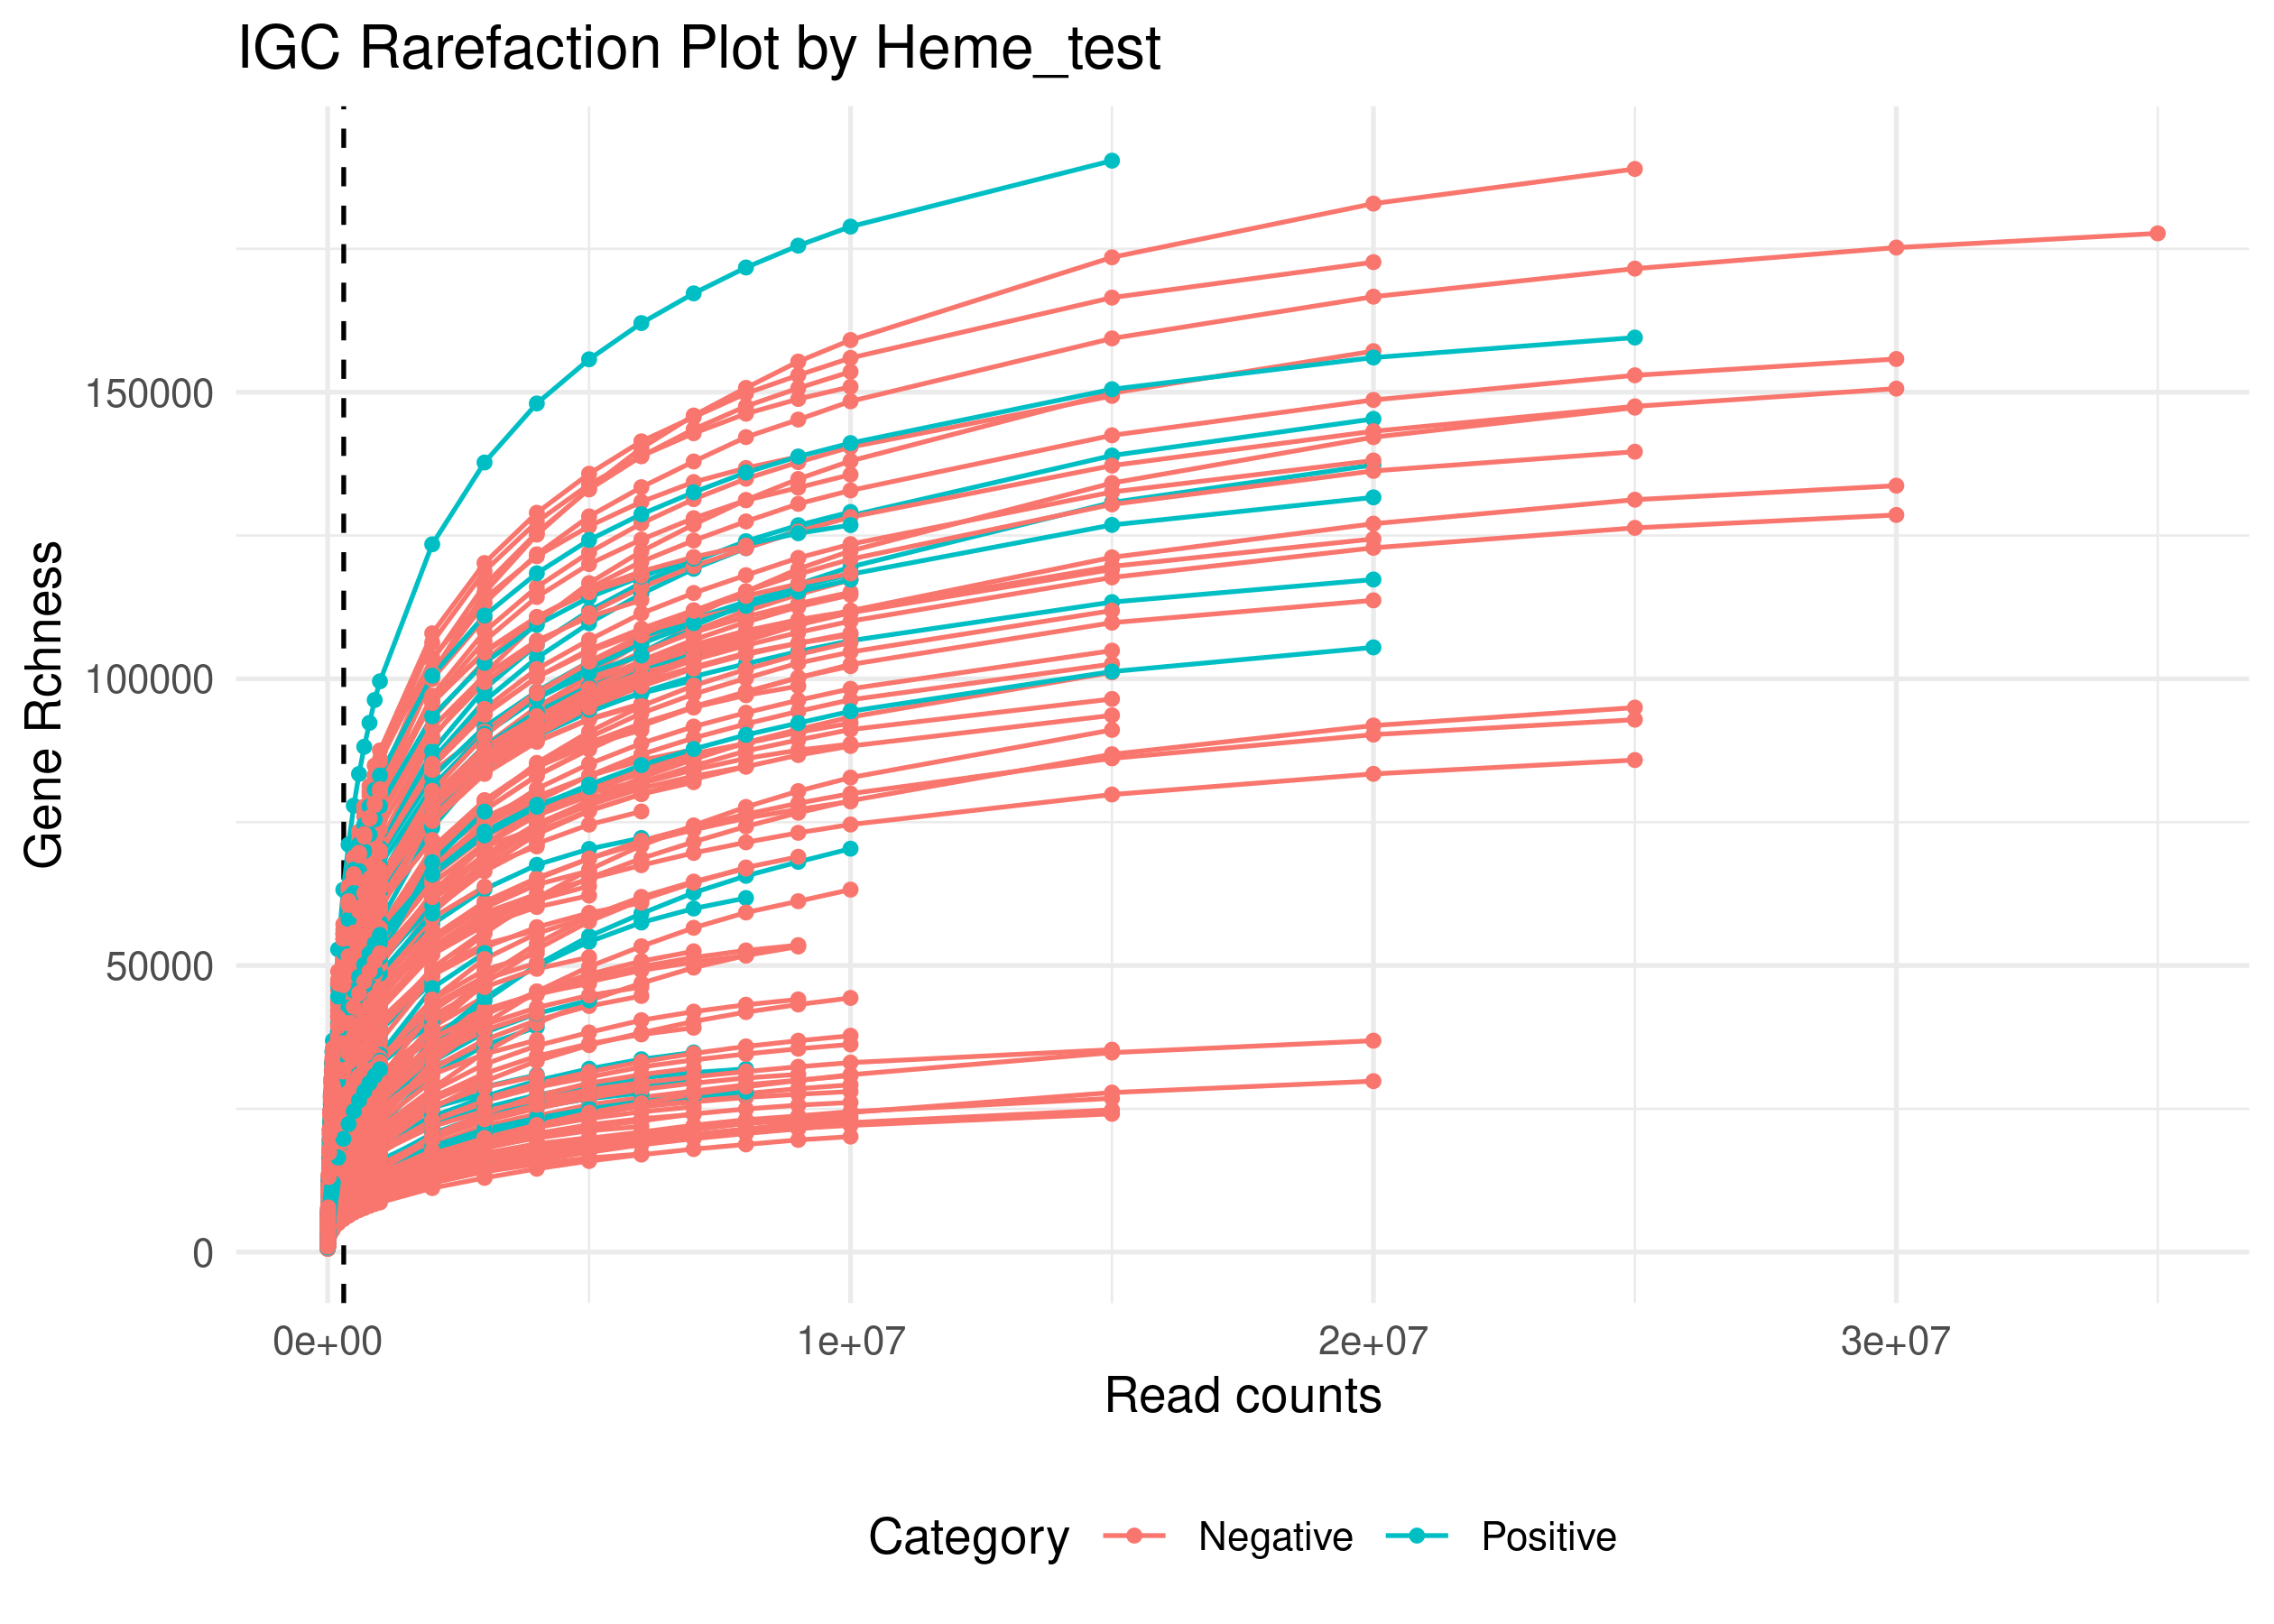 IGC Rarefaction Plot by Heme_test
Gene Rchness
150000
100000
50000
0
0e+00 1e+07 2e+07 3e+07
Read counts
Category Negative Positive